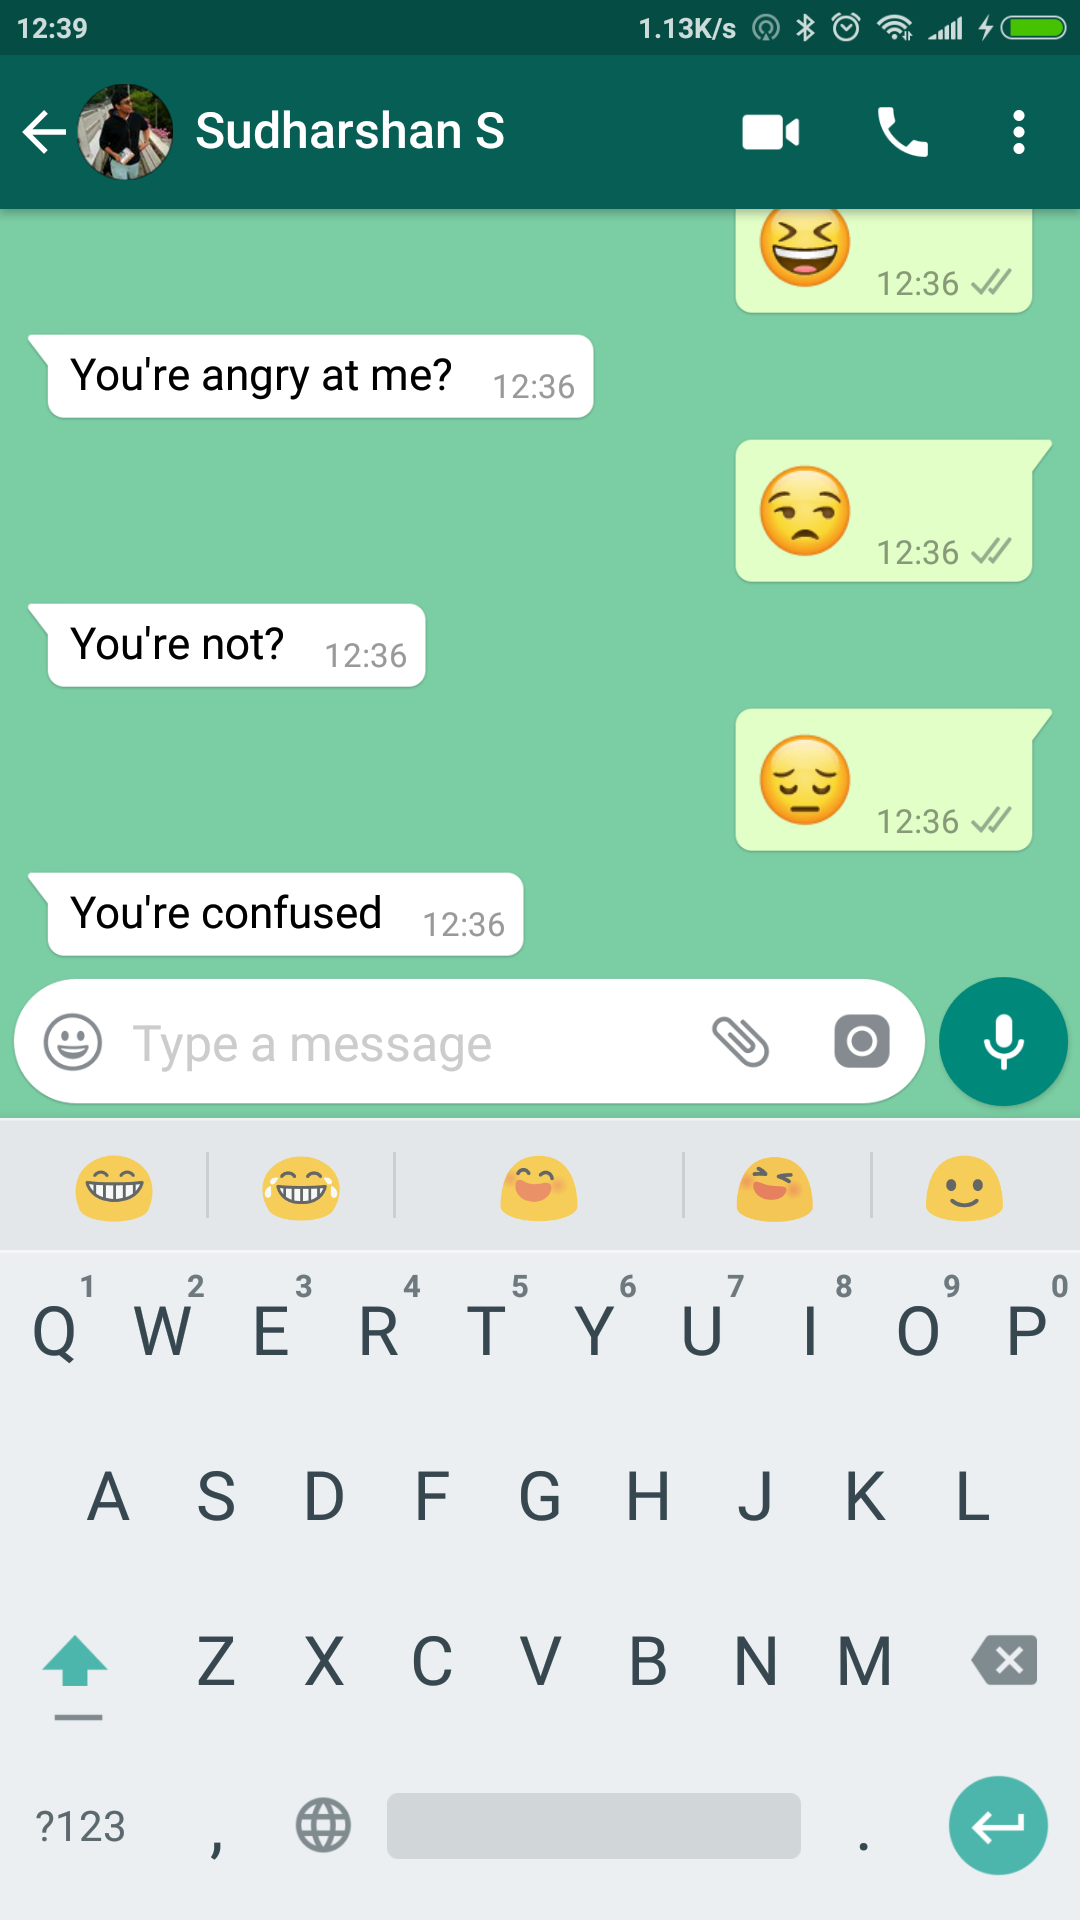 12:39 1.13K/s
Sudharshan S
12:36
You're angry at me? 12:36
12:36
You're not? 12:36
12:36
You're confused 12:36
Type a message
1 2 3 4 5 6 7 8 9 0
Q W E R T Y U I O P
A S D F G H J K L
Z X C V B N M
?123 , .